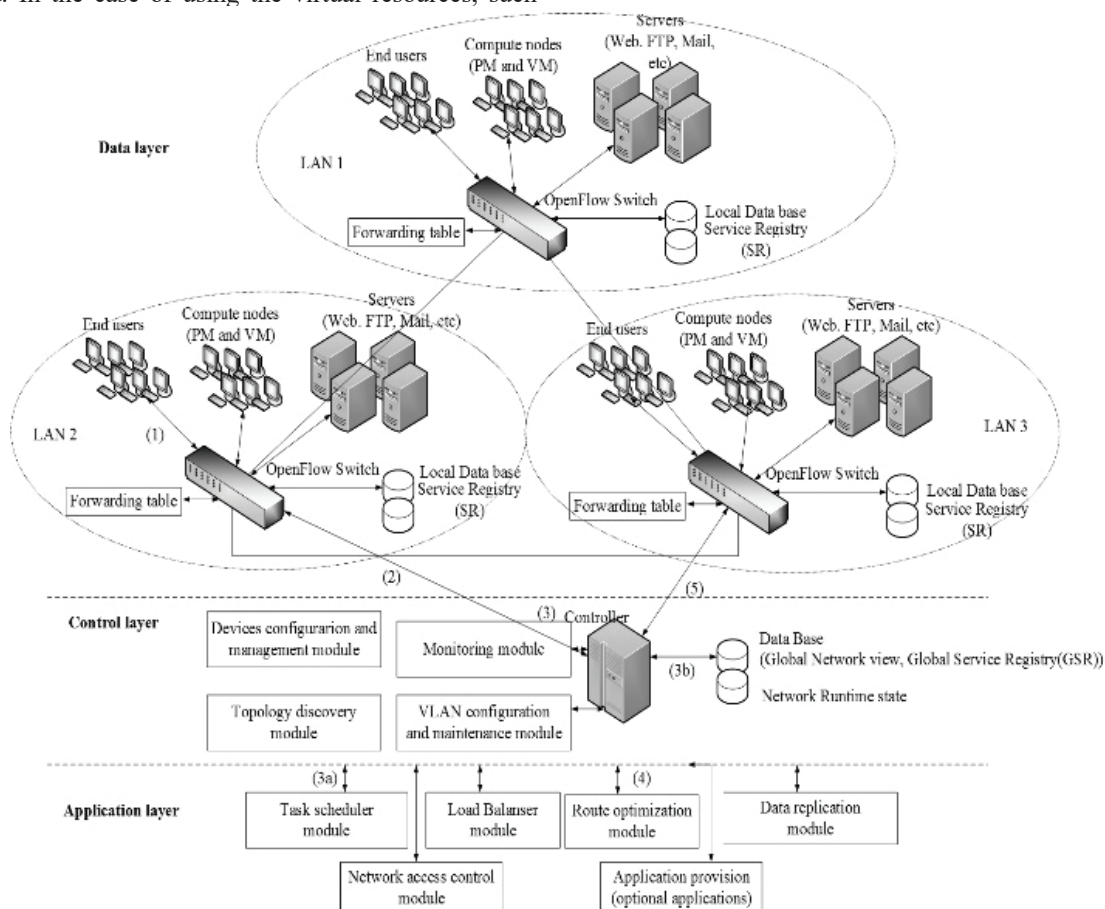 . In the case of using the virtual resources, such
Servers
(Web. FTP, Mail,
etc)
End users
Compute nodes
(PM and VM)
Data layer
LAN 1
OpenFlow Switch
Forwarding table
Local Data base
Service Registry
(SR)
Servers
(Web. FTP, Mail, etc)
End users
Compute nodes
(PM and VM)
(1)
LAN 2
OpenFlow Switch
Forwarding table
Local Data base
Service Registry
(SR)
Servers
(Web. FTP, Mail, etc)
End users
Compute nodes
(PM and VM)
LAN 3
OpenFlow Switch
Forwarding table
Local Data base
Service Registry
(SR)
(2)
(5)
Control layer
Devices configurarion and
management module
(3)
Controller
Monitoring module
(3b)
Data Base
(Global Network view, Global Service Registry(GSR))
Network Runtime state
Topology discovery
module
VLAN configuration
and maintenance module
(3a)
(4)
Application layer
Task scheduler
module
Load Balanser
module
Route optimization
module
Data replication
module
Network access control
module
Application provision
(optional applications)